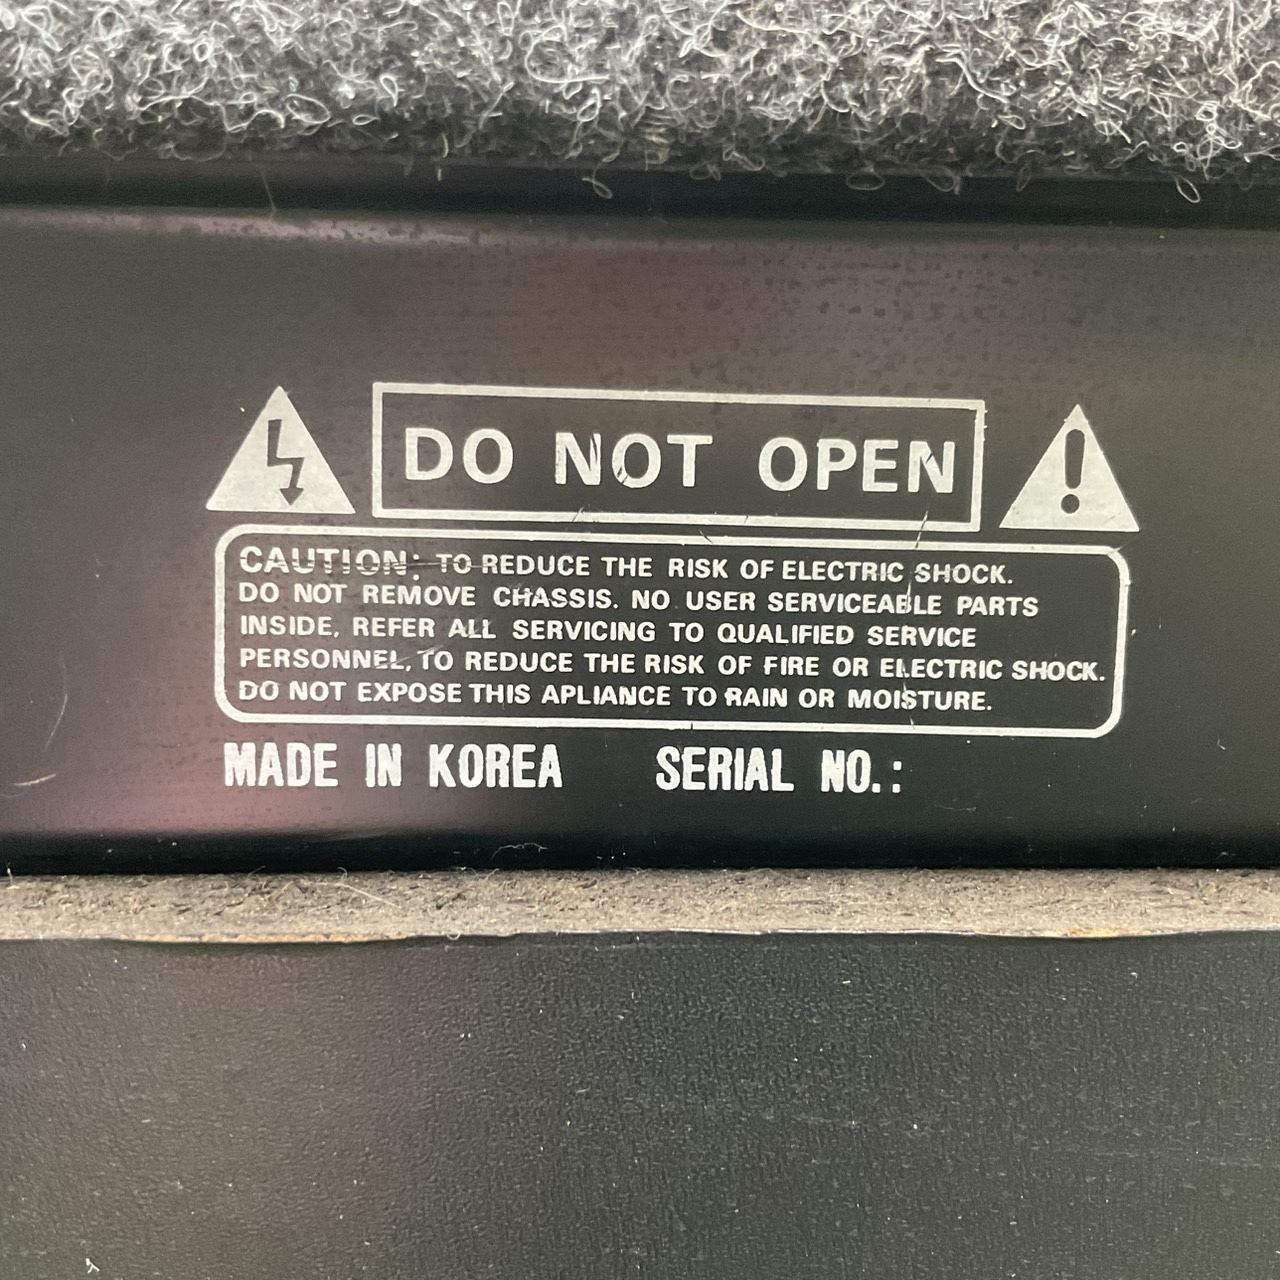 DO NOT OPEN
CAUTION: TO REDUCE THE RISK OF ELECTRIC SHOCK.
DO NOT REMOVE CHASSIS. NO USER SERVICEABLE PARTS
INSIDE, REFER ALL SERVICING TO QUALIFIED SERVICE
PERSONNEL, TO REDUCE THE RISK OF FIRE OR ELECTRIC SHOCK.
DO NOT EXPOSE THIS APLIANCE TO RAIN OR MOISTURE.
MADE IN KOREA SERIAL NO.: